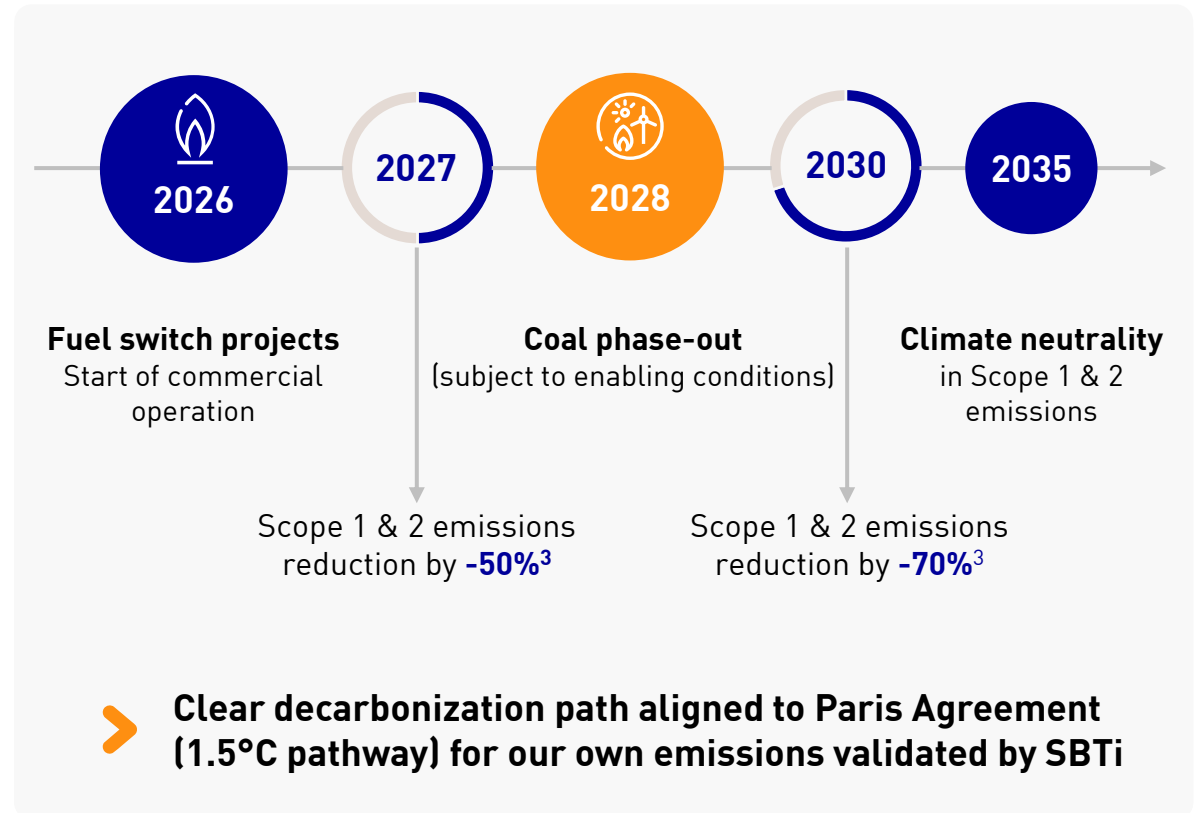 2026
2027
2028
2030
2035
Fuel switch projects
Start of commercial
operation
Coal phase-out
(subject to enabling conditions)
Climate neutrality
in Scope 1 & 2
emissions
Scope 1 & 2 emissions
reduction by -50%³
Scope 1 & 2 emissions
reduction by -70%³
Clear decarbonization path aligned to Paris Agreement
(1.5°C pathway) for our own emissions validated by SBTi